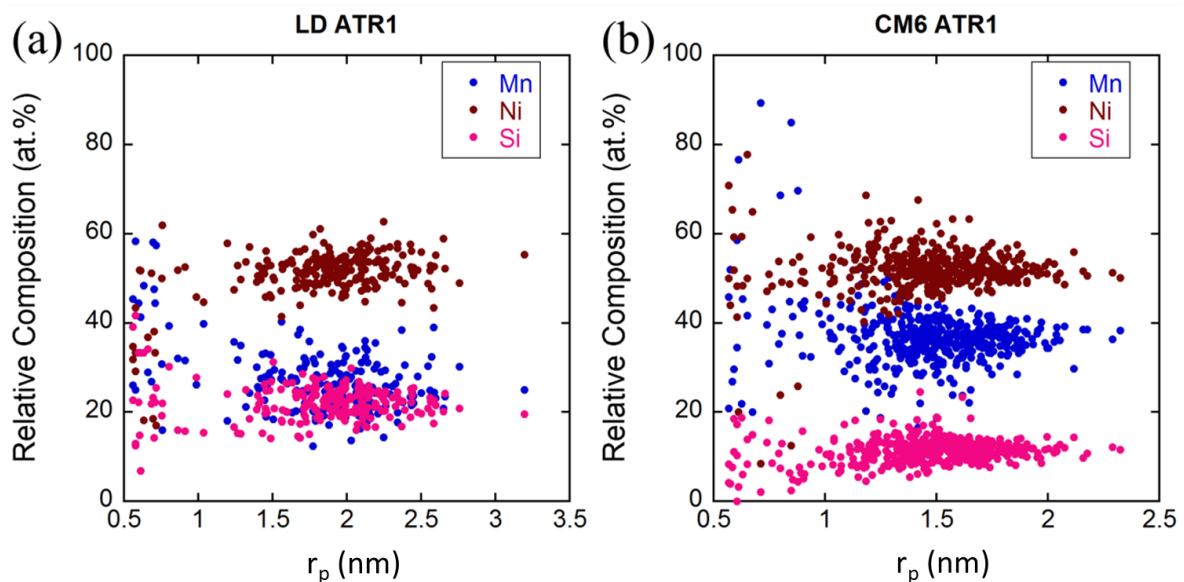 (a)
LD ATR1
100
80
60
40
20
0
Relative Composition (at.%)
Mn
Ni
Si
0.5 1 1.5 2 2.5 3 3.5
r_p (nm)
(b)
CM6 ATR1
100
80
60
40
20
0
Relative Composition (at.%)
Mn
Ni
Si
0.5 1 1.5 2 2.5
r_p (nm)